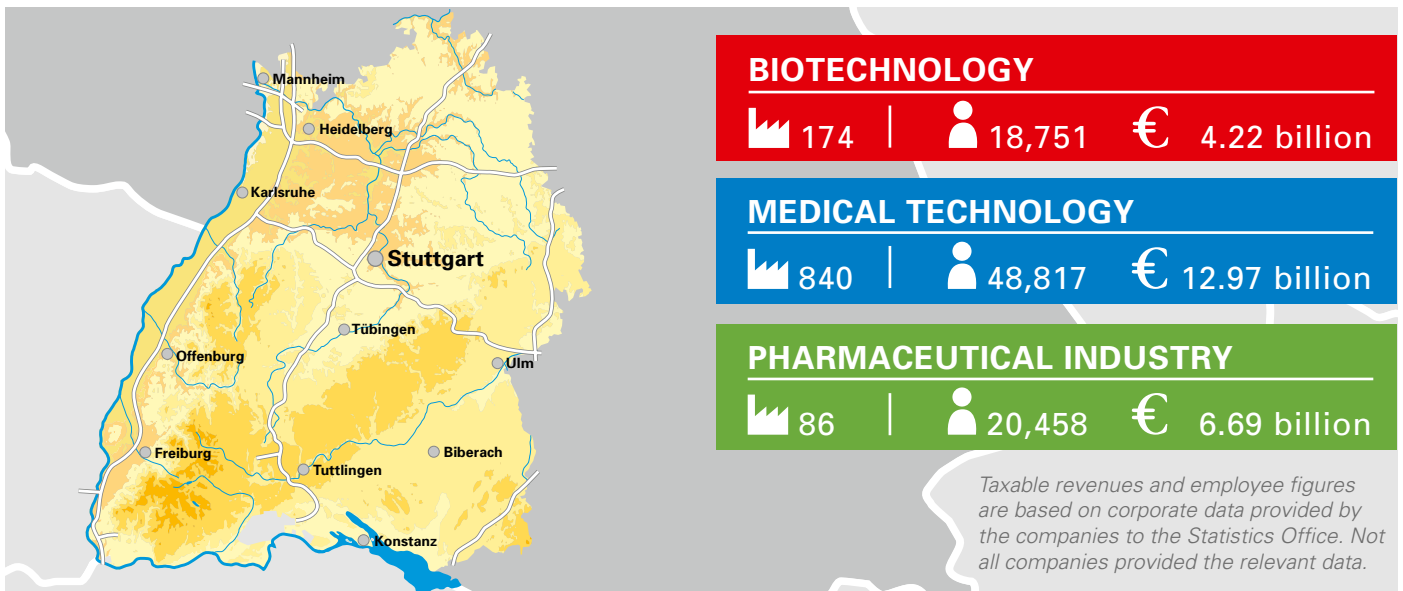 Mannheim
Heidelberg
Karlsruhe
Stuttgart
Tübingen
Offenburg
Ulm
Freiburg
Biberach
Tuttlingen
Konstanz
BIOTECHNOLOGY
174 18,751 € 4.22 billion
MEDICAL TECHNOLOGY
840 48,817 € 12.97 billion
PHARMACEUTICAL INDUSTRY
86 20,458 € 6.69 billion
Taxable revenues and employee figures
are based on corporate data provided by
the companies to the Statistics Office. Not
all companies provided the relevant data.